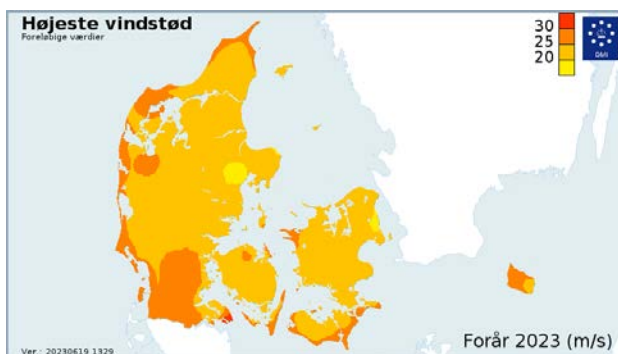 Højeste vindstød
Foreløbige værdier
30
25
20
DMI
Forår 2023 (m/s)
Ver.: 20230619 1329